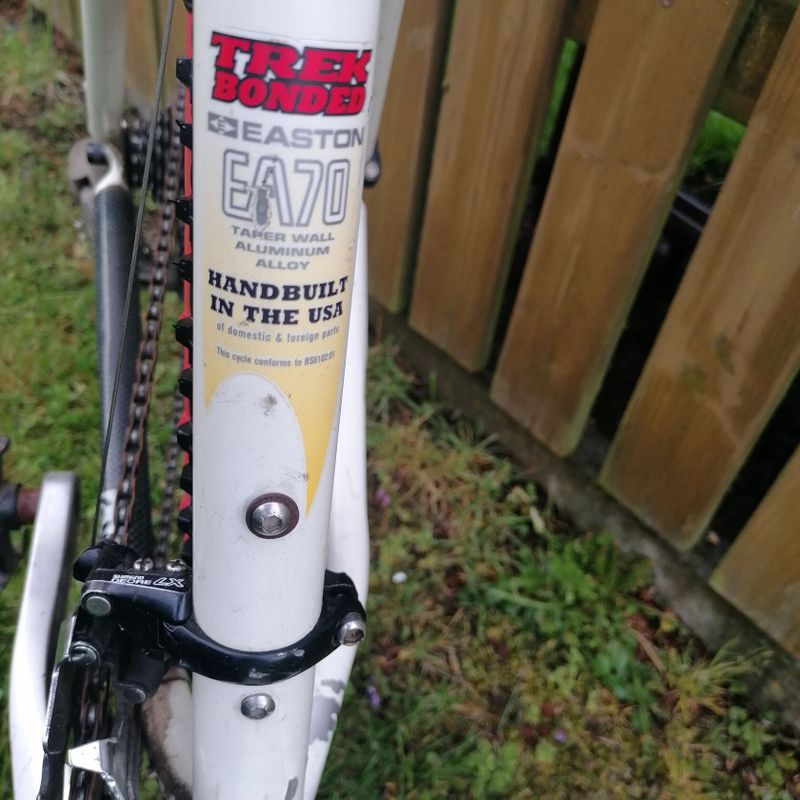 TREK
BONDED
EASTON
EA70
TAPER WALL
ALUMINUM
ALLOY
HANDBUILT
IN THE USA
of domestic & foreign parts
This cycle conforms to BS6102:01
SHIMANO
DEORE LX